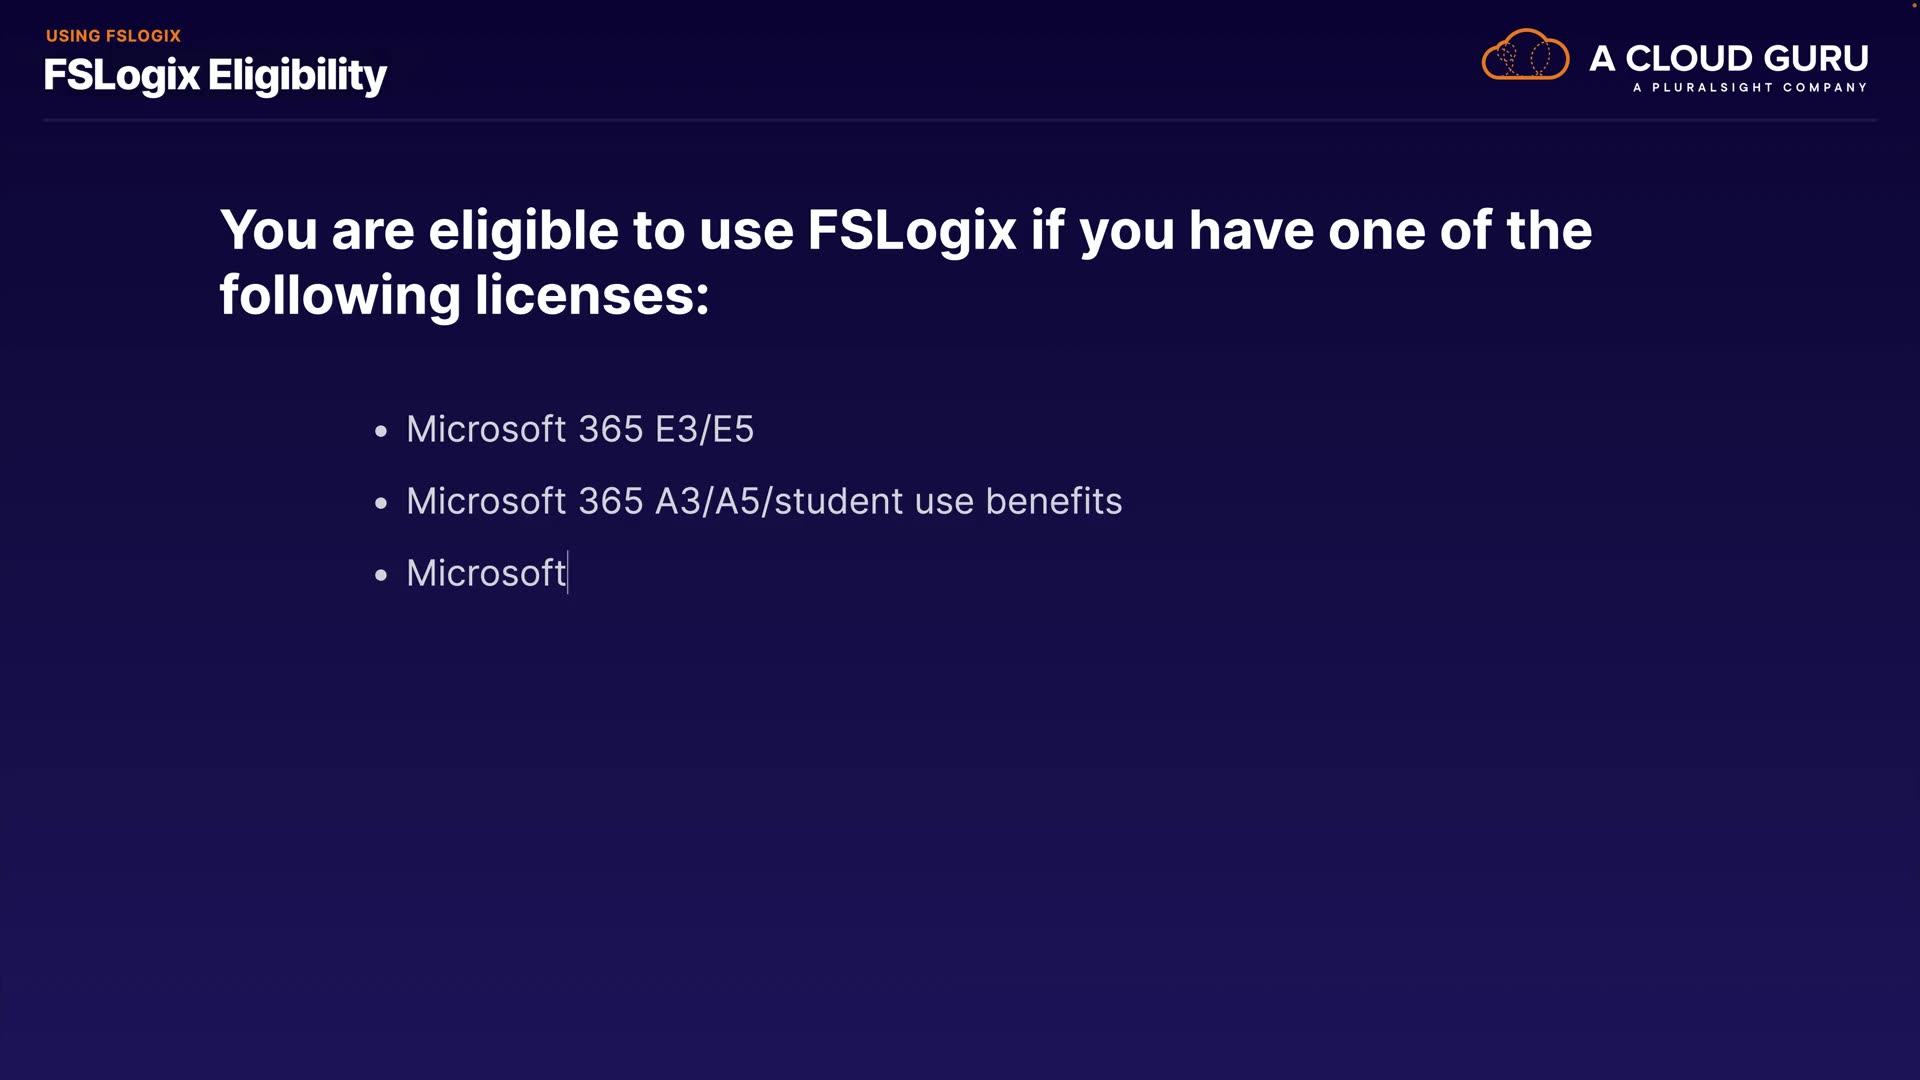 USING FSLOGIX
FSLogix Eligibility
A CLOUD GURU
A PLURALSIGHT COMPANY
You are eligible to use FSLogix if you have one of the
following licenses:
• Microsoft 365 E3/E5
• Microsoft 365 A3/A5/student use benefits
• Microsoft